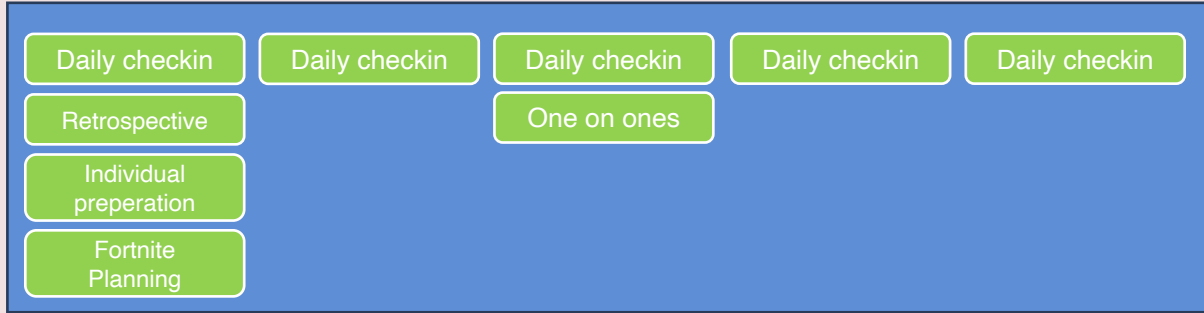 Daily checkin
Daily checkin
Daily checkin
Daily checkin
Daily checkin
Retrospective
One on ones
Individual
preperation
Fortnite
Planning